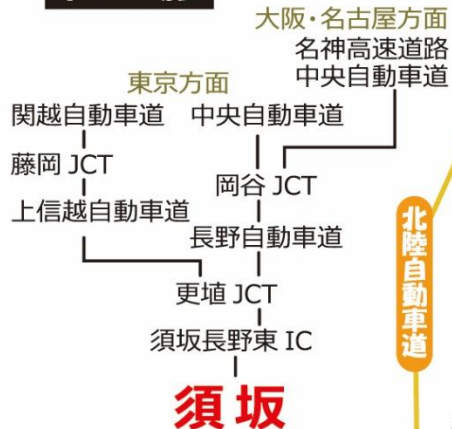 大阪・名古屋方面
名神高速道路
中央自動車道
東京方面
関越自動車道
中央自動車道
藤岡 JCT
岡谷 JCT
上信越自動車道
長野自動車道
更埴 JCT
須坂長野東 IC
須坂
北陸自動車道